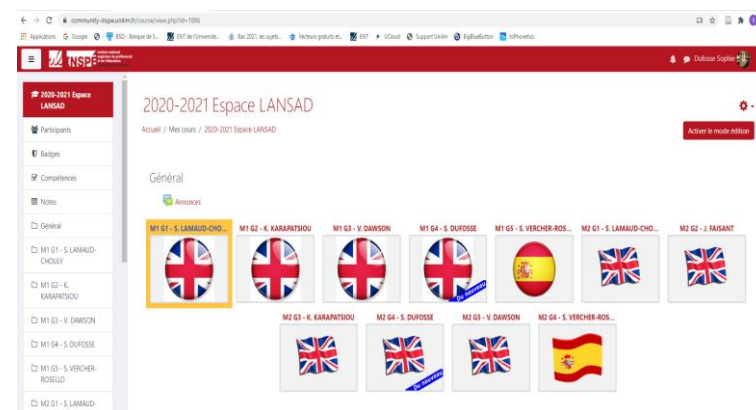 community-inspe.unilim.fr/course/view.php?id=1886
Applications G Google ESD - Banque de S... ENT de l'Universite... Bac 2021, les sujets... Vecteurs gratuits et... ENT UCloud Support Unilim BigBlueButton toPhonetics
INSPÉ
Dufosse Sophie
2020-2021 Espace LANSAD
Participants
Badges
Compétences
Notes
Général
M1 G1 - S. LAMAUD-CHOULY
M1 G2 - K. KARAPATSIOU
M1 G3 - V. DAWSON
M1 G4 - S. DUFOSSE
M1 G5 - S. VERCHER-ROSELLO
M2 G1 - S. LAMAUD-
2020-2021 Espace LANSAD
Accueil / Mes cours / 2020-2021 Espace LANSAD
Activer le mode édition
Général
Annonces
M1 G1 - S. LAMAUD-CHO... M1 G2 - K. KARAPATSIOU M1 G3 - V. DAWSON M1 G4 - S. DUFOSSE M1 G5 - S. VERCHER-ROS... M2 G1 - S. LAMAUD-CHO... M2 G2 - J. FAISANT
Du nouveau
M2 G3 - K. KARAPATSIOU M2 G4 - S. DUFOSSE M2 G5 - V. DAWSON M2 G6 - S. VERCHER-ROS...
Du nouveau